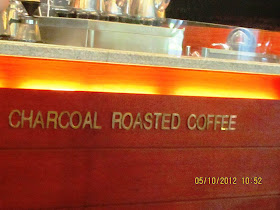 CHARCOAL ROASTED COFFEE
05/10/2012 10:52